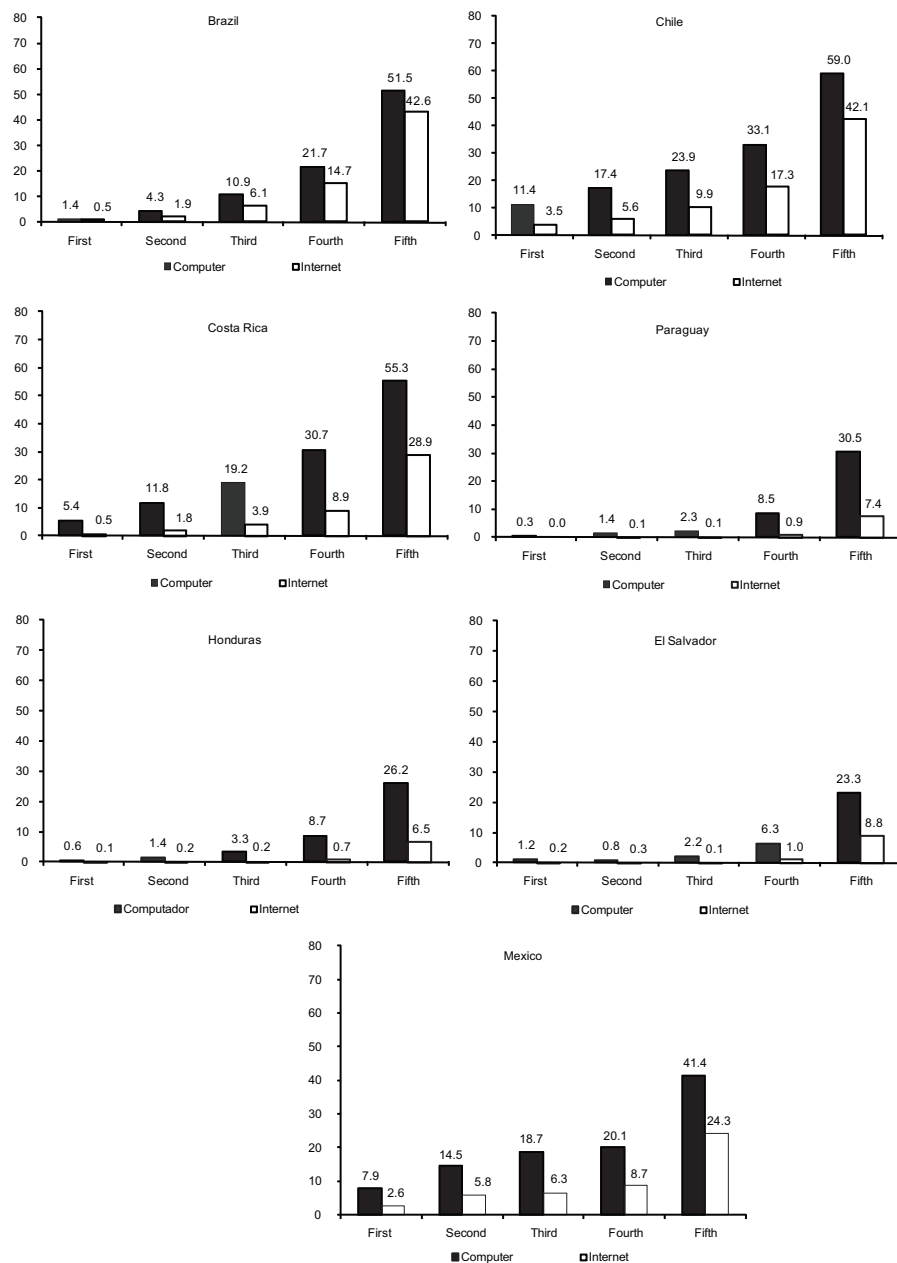 Brazil
80
70
60
50
40
30
20
10
0
1.4 0.5 4.3 1.9 10.9 6.1 21.7 14.7 51.5 42.6
First Second Third Fourth Fifth
Computer Internet
Chile
80
70
60
50
40
30
20
10
0
11.4 3.5 17.4 5.6 23.9 9.9 33.1 17.3 59.0 42.1
First Second Third Fourth Fifth
Computer Internet
Costa Rica
80
70
60
50
40
30
20
10
0
5.4 0.5 11.8 1.8 19.2 3.9 30.7 8.9 55.3 28.9
First Second Third Fourth Fifth
Computer Internet
Paraguay
80
70
60
50
40
30
20
10
0
0.3 0.0 1.4 0.1 2.3 0.1 8.5 0.9 30.5 7.4
First Second Third Fourth Fifth
Computer Internet
Honduras
80
70
60
50
40
30
20
10
0
0.6 0.1 1.4 0.2 3.3 0.2 8.7 0.7 26.2 6.5
First Second Third Fourth Fifth
Computador Internet
El Salvador
80
70
60
50
40
30
20
10
0
1.2 0.2 0.8 0.3 2.2 0.1 6.3 1.0 23.3 8.8
First Second Third Fourth Fifth
Computer Internet
Mexico
80
70
60
50
40
30
20
10
0
7.9 2.6 14.5 5.8 18.7 6.3 20.1 8.7 41.4 24.3
First Second Third Fourth Fifth
Computer Internet